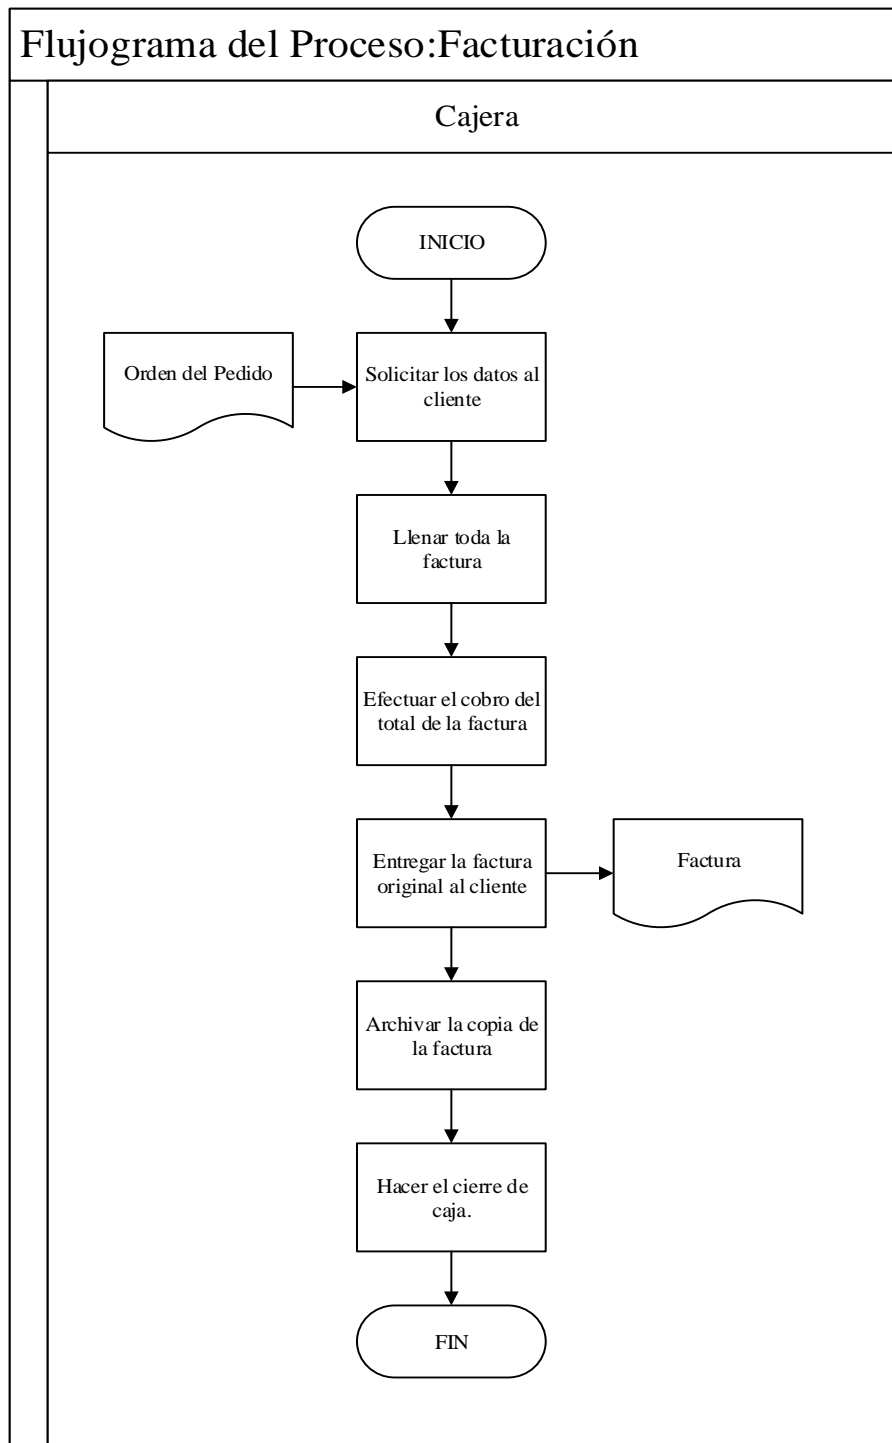 Flujograma del Proceso:Facturación
Cajera
INICIO
Orden del Pedido
Solicitar los datos al
cliente
Llenar toda la
factura
Efectuar el cobro del
total de la factura
Entregar la factura
original al cliente
Factura
Archivar la copia de
la factura
Hacer el cierre de
caja.
FIN